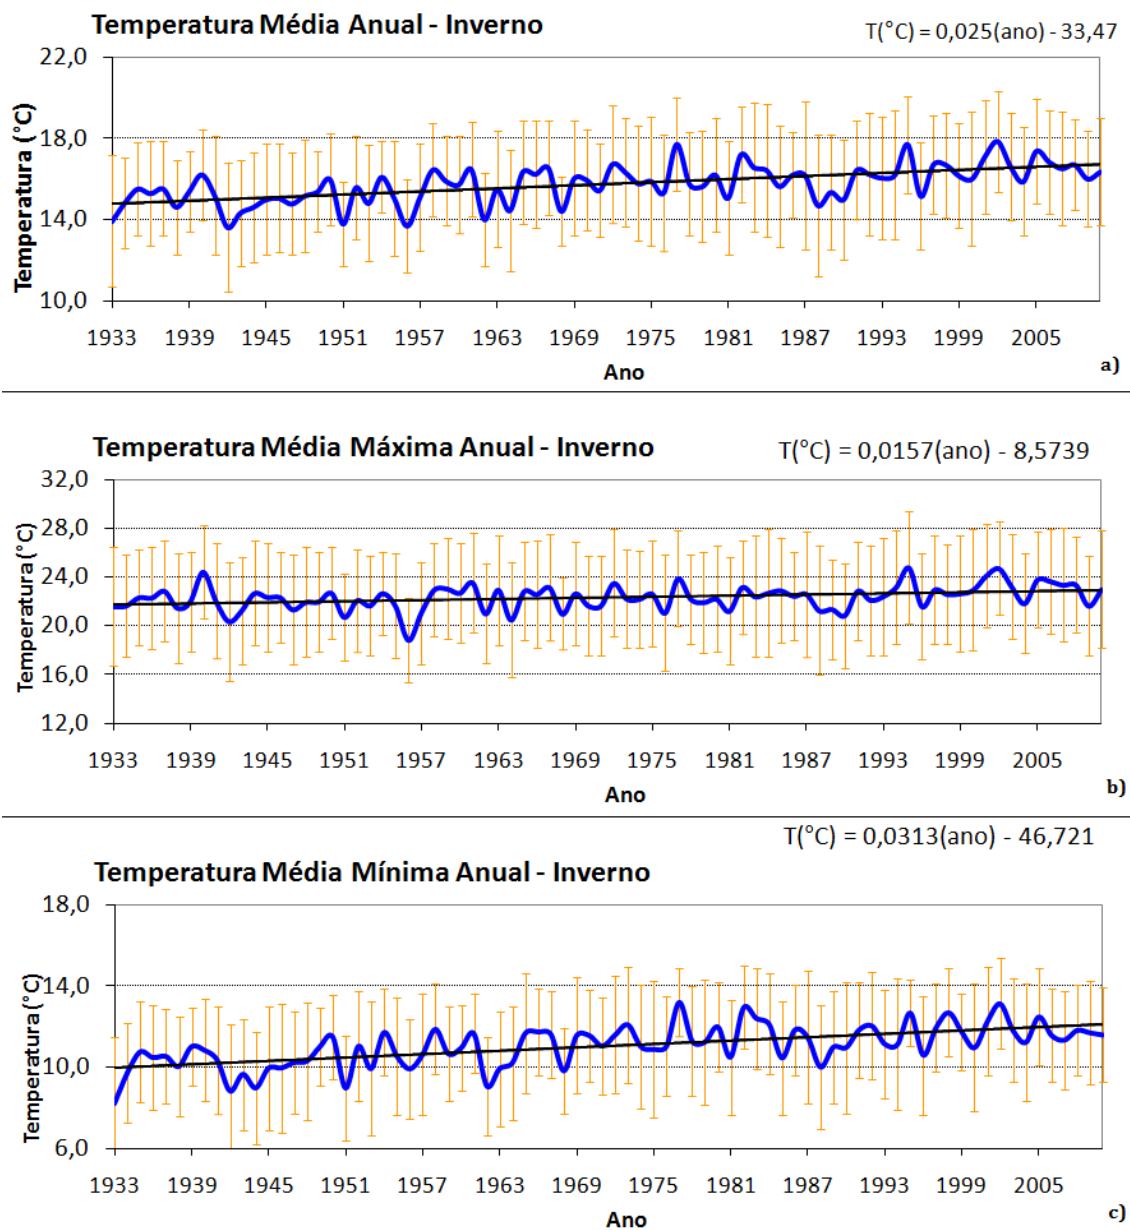 Temperatura Média Anual - Inverno
T(°C) = 0,025(ano) - 33,47
Temperatura (°C)
22,0
18,0
14,0
10,0
1933 1939 1945 1951 1957 1963 1969 1975 1981 1987 1993 1999 2005
Ano
a)
Temperatura Média Máxima Anual - Inverno
T(°C) = 0,0157(ano) - 8,5739
Temperatura (°C)
32,0
28,0
24,0
20,0
16,0
12,0
1933 1939 1945 1951 1957 1963 1969 1975 1981 1987 1993 1999 2005
Ano
b)
T(°C) = 0,0313(ano) - 46,721
Temperatura Média Mínima Anual - Inverno
Temperatura (°C)
18,0
14,0
10,0
6,0
1933 1939 1945 1951 1957 1963 1969 1975 1981 1987 1993 1999 2005
Ano
c)